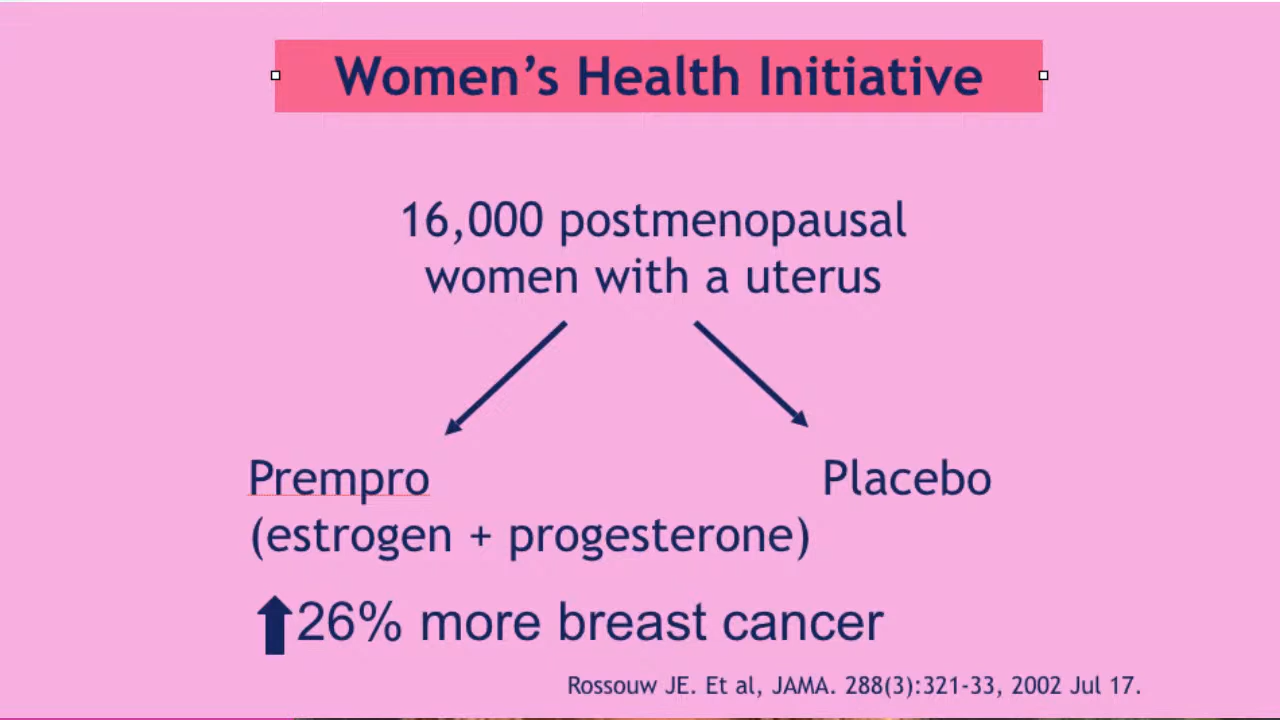 Women's Health Initiative
16,000 postmenopausal
women with a uterus
Prempro
Placebo
(estrogen + progesterone)
26% more breast cancer
Rossouw JE. Et al, JAMA. 288(3):321-33, 2002 Jul 17.